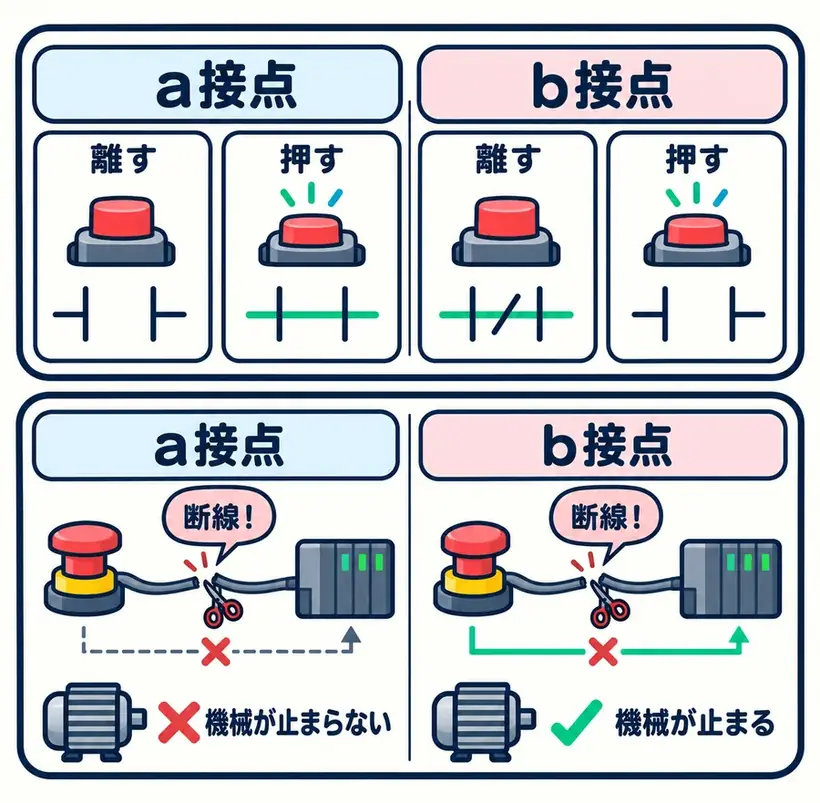 a接点
b接点
離す
押す
離す
押す
a接点
b接点
断線！
断線！
機械が止まらない
機械が止まる